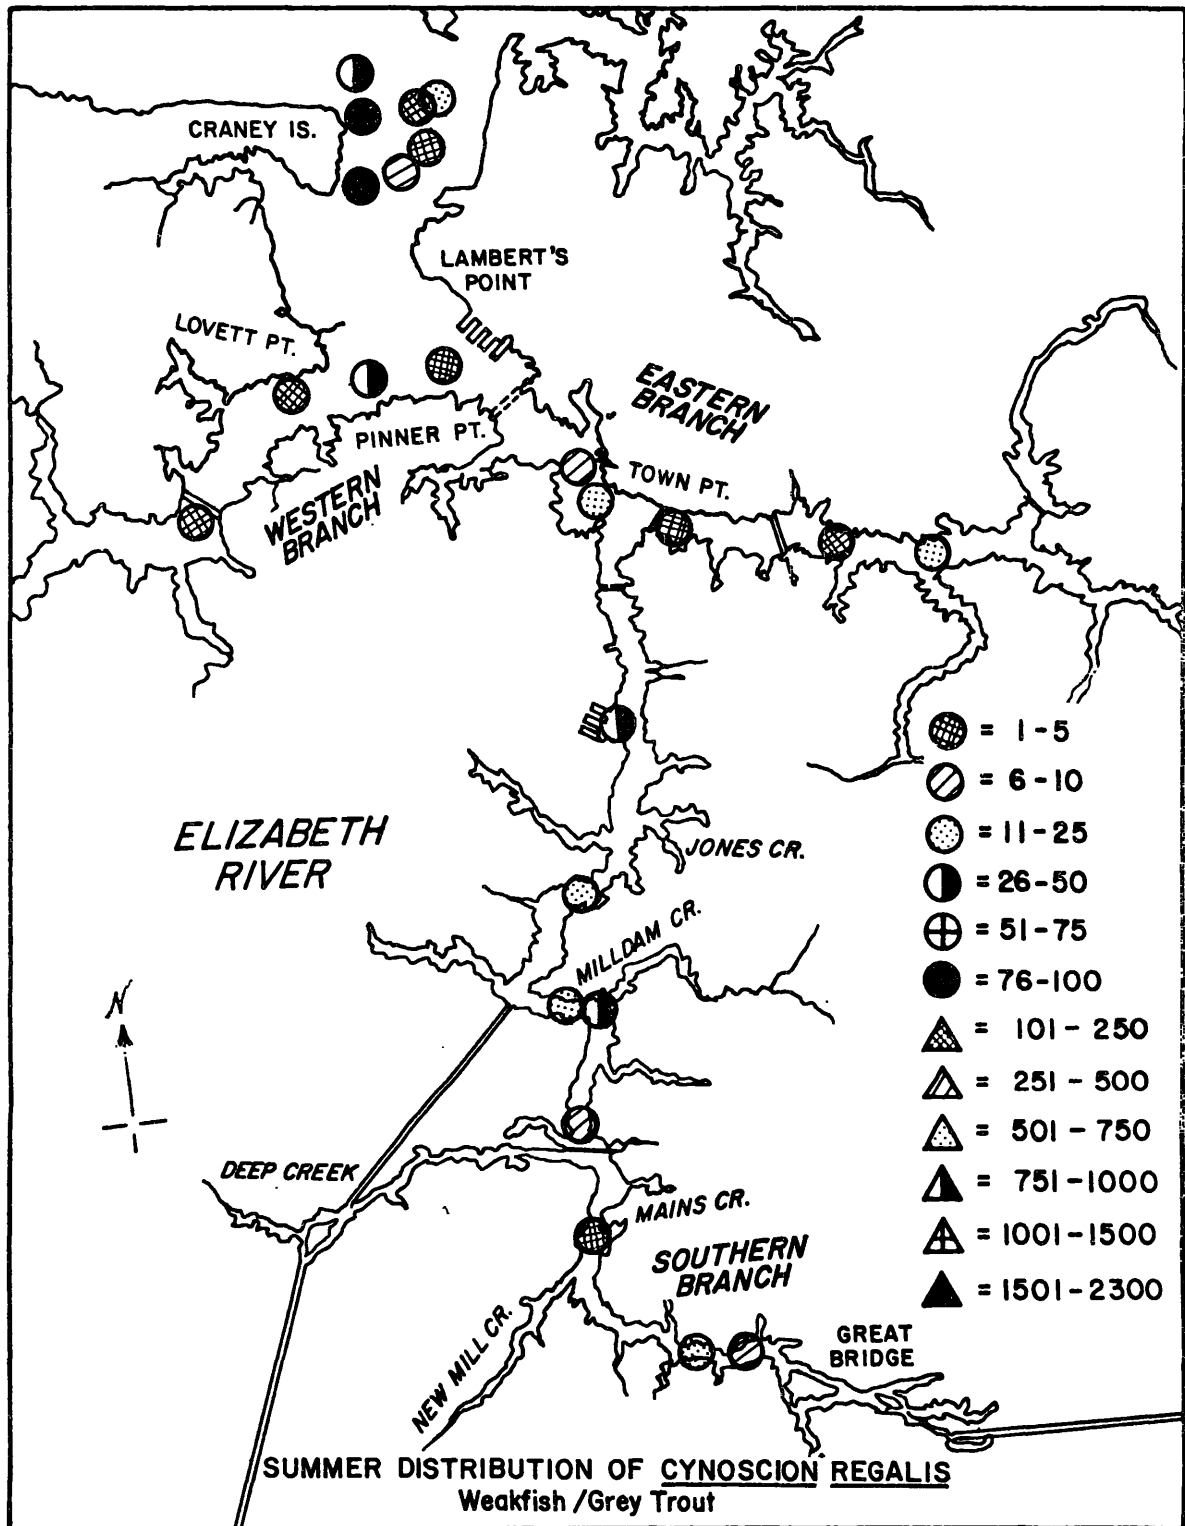 CRANEY IS.
LAMBERT'S
POINT
LOVETT PT.
EASTERN
BRANCH
PINNER PT.
TOWN PT.
WESTERN
BRANCH
= 1-5
= 6-10
= 11-25
= 26-50
= 51-75
= 76-100
= 101 - 250
= 251 - 500
= 501 - 750
= 751-1000
= 1001-1500
= 1501-2300
ELIZABETH
RIVER
JONES CR.
MILLDAM CR.
N
DEEP CREEK
MAINS CR.
SOUTHERN
BRANCH
NEW MILL CR.
GREAT
BRIDGE
SUMMER DISTRIBUTION OF CYNOSCION REGALIS
Weakfish /Grey Trout